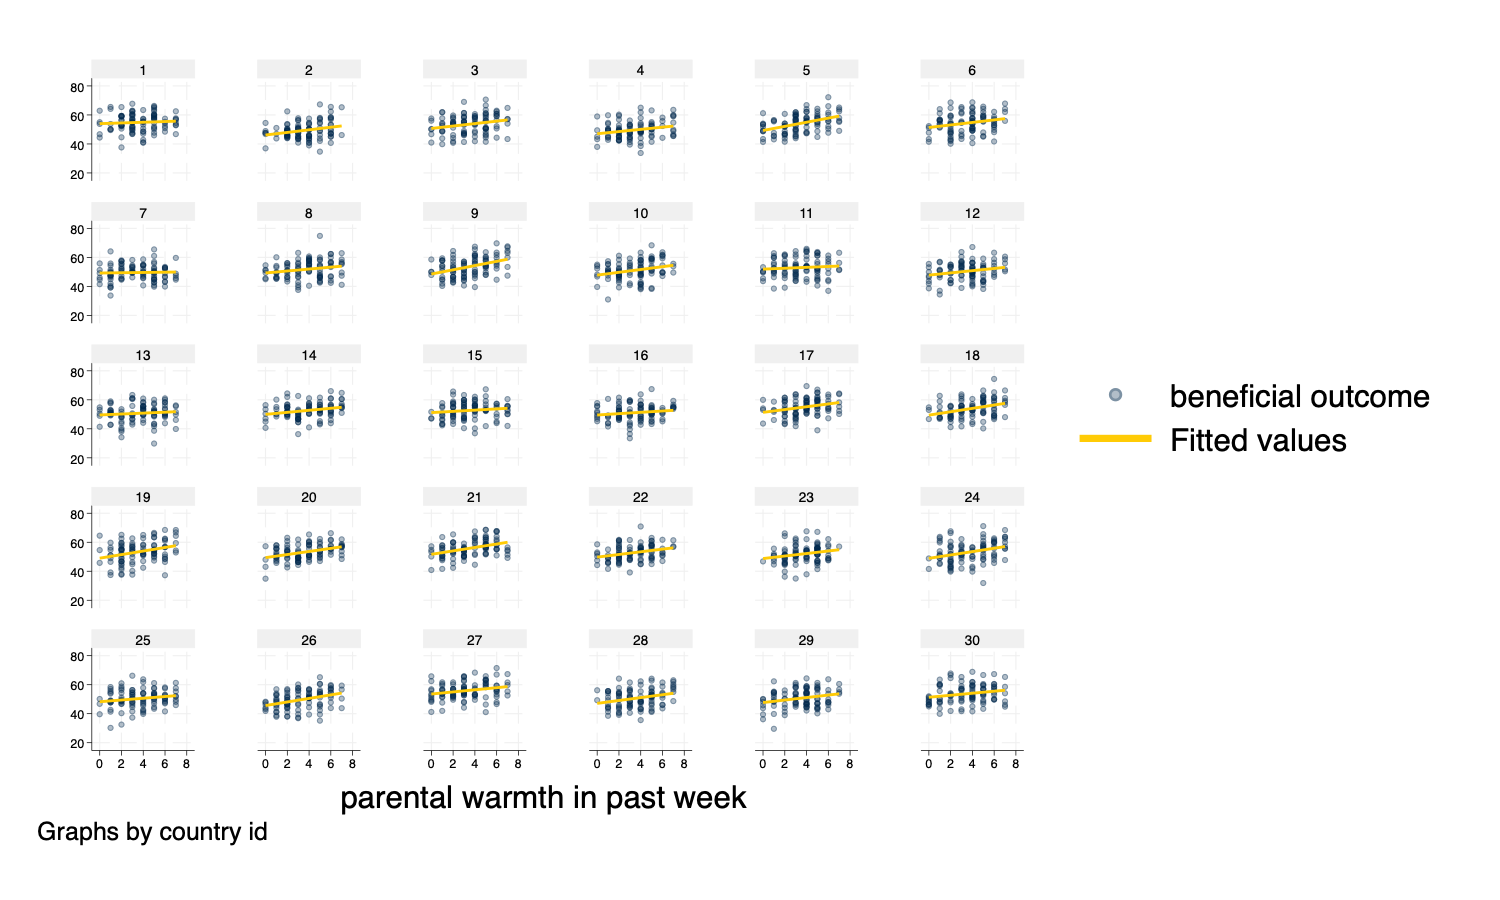 1 2 3 4 5 6
80
60
40
20
7 8 9 10 11 12
80
60
40
20
13 14 15 16 17 18
80
60
40
20
beneficial outcome
Fitted values
19 20 21 22 23 24
80
60
40
20
25 26 27 28 29 30
80
60
40
20
0 2 4 6 8 0 2 4 6 8 0 2 4 6 8 0 2 4 6 8 0 2 4 6 8 0 2 4 6 8
parental warmth in past week
Graphs by country id